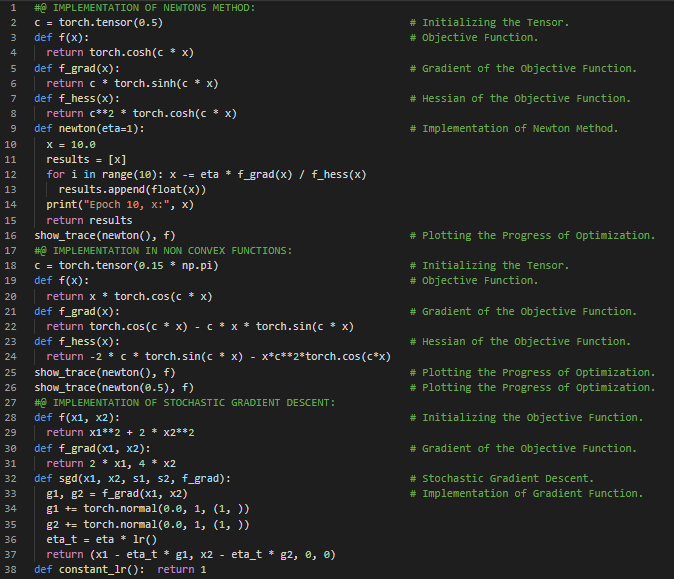 1 #@ IMPLEMENTATION OF NEWTONS METHOD:
2 c = torch.tensor(0.5) # Initializing the Tensor.
3 def f(x): # Objective Function.
4 return torch.cosh(c * x)
5 def f_grad(x): # Gradient of the Objective Function.
6 return c * torch.sinh(c * x)
7 def f_hess(x): # Hessian of the Objective Function.
8 return c**2 * torch.cosh(c * x)
9 def newton(eta=1): # Implementation of Newton Method.
10 x = 10.0
11 results = [x]
12 for i in range(10): x -= eta * f_grad(x) / f_hess(x)
13 results.append(float(x))
14 print("Epoch 10, x:", x)
15 return results
16 show_trace(newton(), f) # Plotting the Progress of Optimization.
17 #@ IMPLEMENTATION IN NON CONVEX FUNCTIONS:
18 c = torch.tensor(0.15 * np.pi) # Initializing the Tensor.
19 def f(x): # Objective Function.
20 return x * torch.cos(c * x)
21 def f_grad(x): # Gradient of the Objective Function.
22 return torch.cos(c * x) - c * x * torch.sin(c * x)
23 def f_hess(x): # Hessian of the Objective Function.
24 return -2 * c * torch.sin(c * x) - x*c**2*torch.cos(c*x)
25 show_trace(newton(), f) # Plotting the Progress of Optimization.
26 show_trace(newton(0.5), f) # Plotting the Progress of Optimization.
27 #@ IMPLEMENTATION OF STOCHASTIC GRADIENT DESCENT:
28 def f(x1, x2): # Initializing the Objective Function.
29 return x1**2 + 2 * x2**2
30 def f_grad(x1, x2): # Gradient of the Objective Function.
31 return 2 * x1, 4 * x2
32 def sgd(x1, x2, s1, s2, f_grad): # Stochastic Gradient Descent.
33 g1, g2 = f_grad(x1, x2) # Implementation of Gradient Function.
34 g1 += torch.normal(0.0, 1, (1, ))
35 g2 += torch.normal(0.0, 1, (1, ))
36 eta_t = eta * lr()
37 return (x1 - eta_t * g1, x2 - eta_t * g2, 0, 0)
38 def constant_lr(): return 1